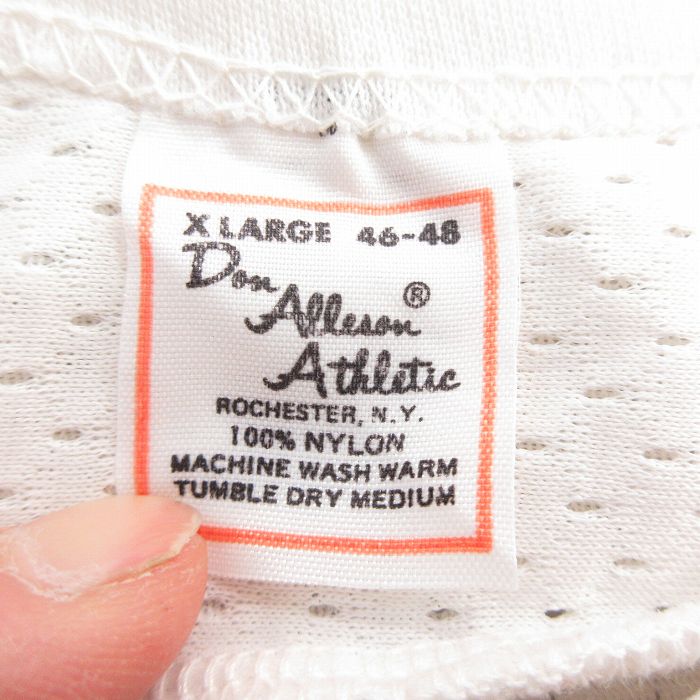 X LARGE 46-48
Don
Alleson®
Athletic
ROCHESTER, N.Y.
100% NYLON
MACHINE WASH WARM
TUMBLE DRY MEDIUM